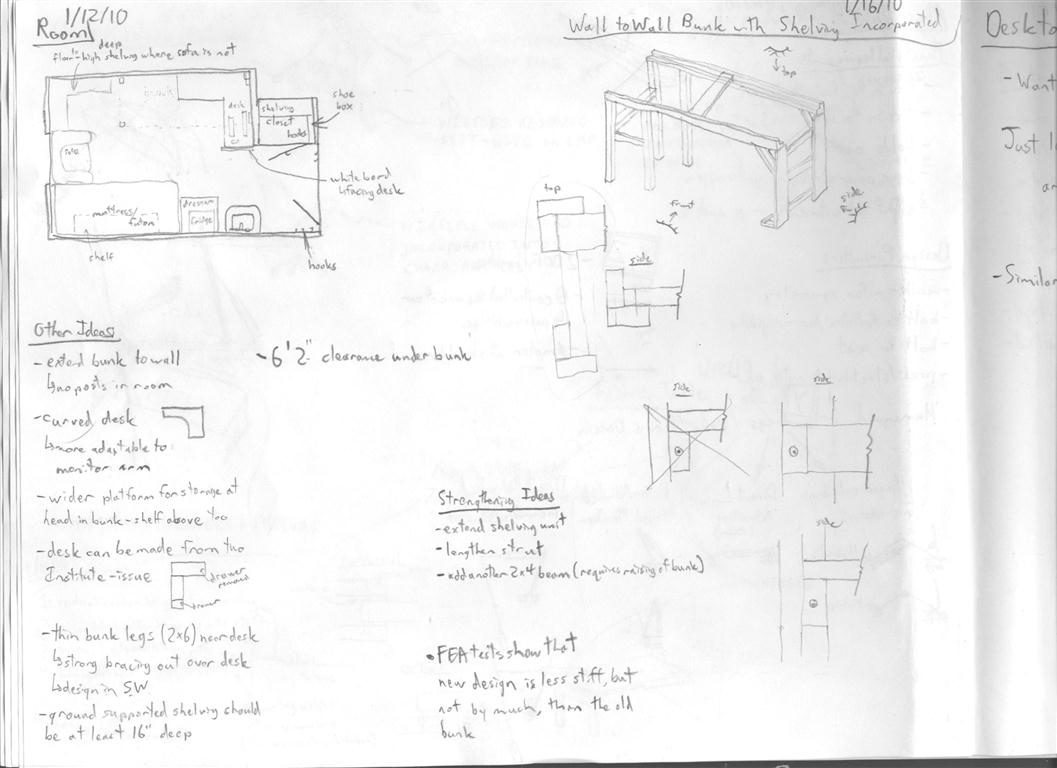 1/12/10
Room
deep
floor-high shelving where sofa is not
bunk
desk
shelving
closet
hooks
shoe
box
white bord
↳facing desk
mattress/
futon
dresser
fridge
shelf
hooks
Other Ideas
- extend bunk to wall
↳no posts in room
- 6'2" clearance under bunk
- curved desk
↳more adaptable to
monitor arm
- wider platform for storage at
head in bunk - shelf above too
- desk can be made from two
Institute-issue
drawer
removed
drawer
- thin bunk legs (2x6) near desk
↳strong bracing out over desk
↳design in SW
- ground supported shelving should
be at least 16" deep
1/16/10
Wall to Wall Bunk with Shelving Incorporated
top
front
side
right
top
side
side
side
side
Strengthening Ideas
- extend shelving unit
- lengthen strut
- add another 2x4 beam (requires raising of bunk)
• FEA tests show that
new design is less stiff, but
not by much, than the old
bunk
Deskto
- Want
Just l
- Similar